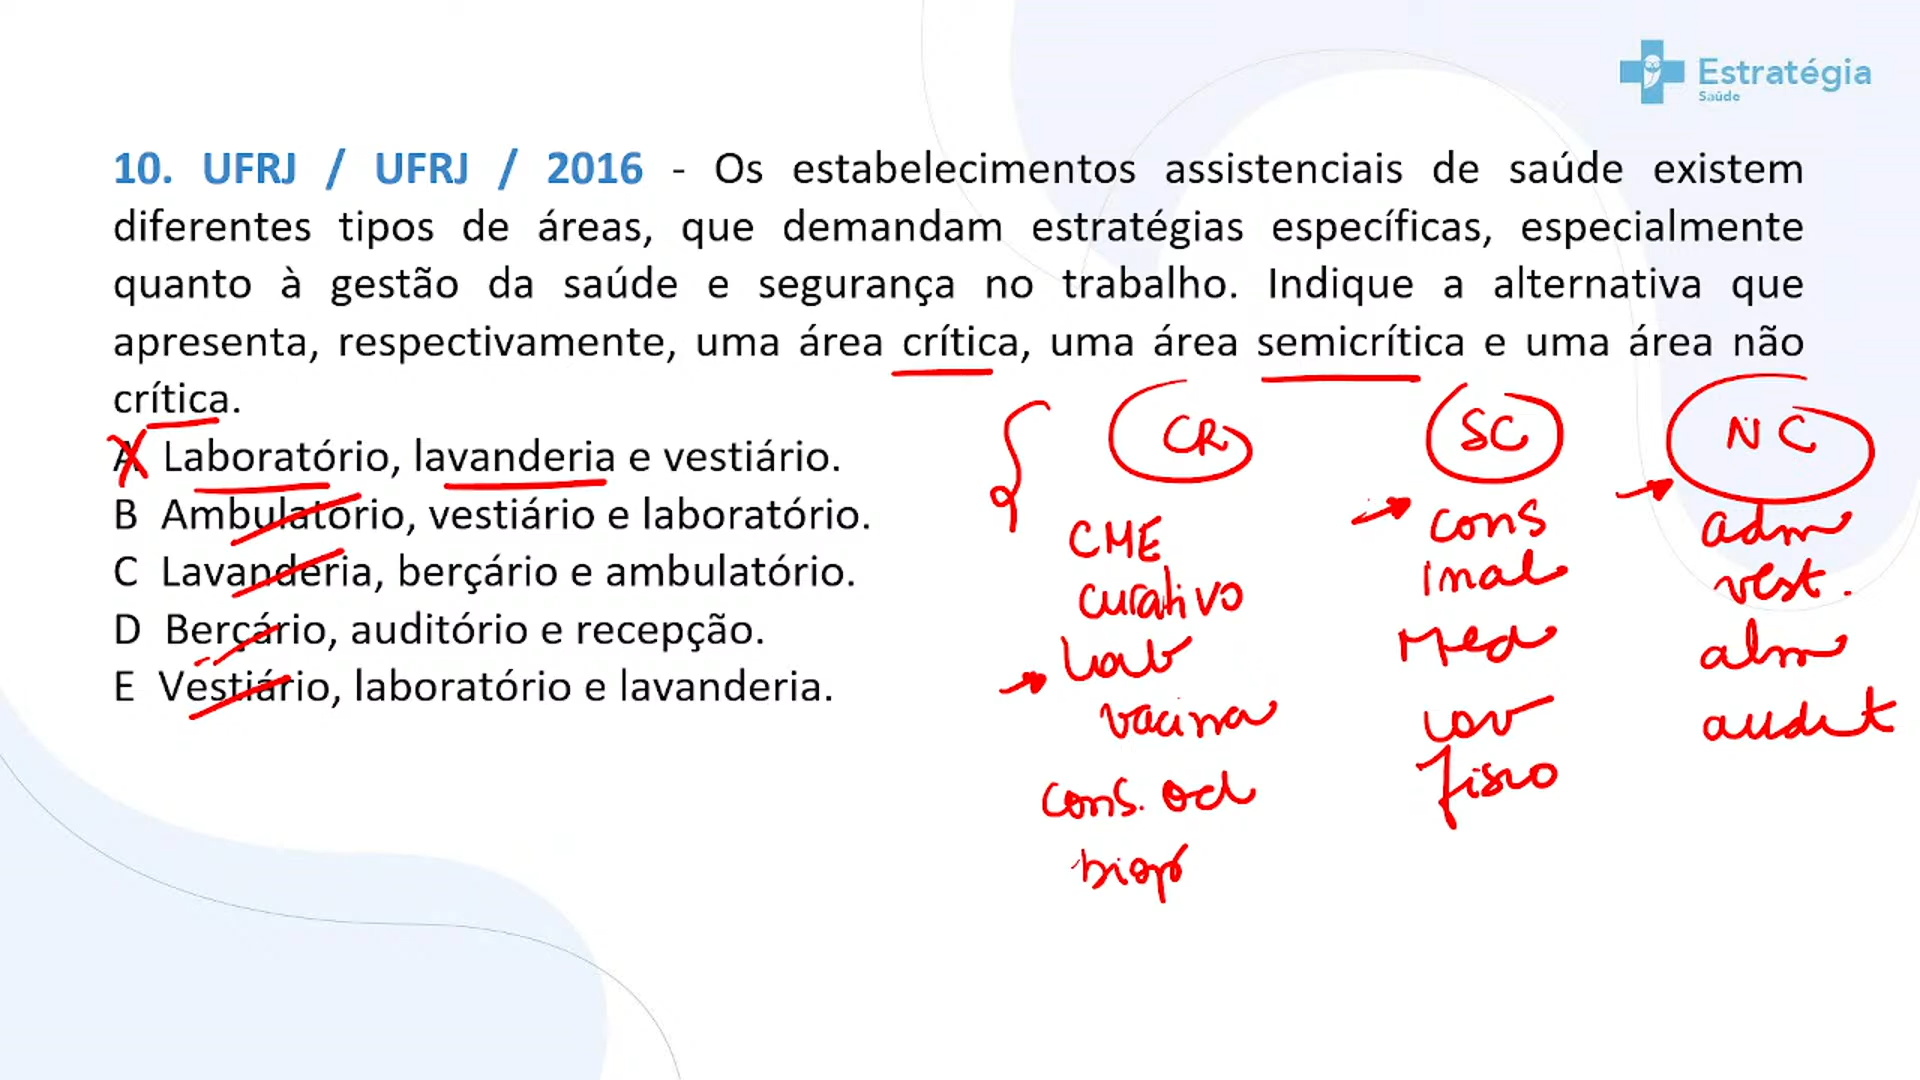 Estratégia
Saúde
10. UFRJ / UFRJ / 2016 - Os estabelecimentos assistenciais de saúde existem
diferentes tipos de áreas, que demandam estratégias específicas, especialmente
quanto à gestão da saúde e segurança no trabalho. Indique a alternativa que
apresenta, respectivamente, uma área crítica, uma área semicrítica e uma área não
crítica.
A Laboratório, lavanderia e vestiário.
B Ambulatório, vestiário e laboratório.
C Lavanderia, berçário e ambulatório.
D Berçário, auditório e recepção.
E Vestiário, laboratório e lavanderia.
CR
CME
curativo
Lab
vacina
cons. od
SC
cons
inal
Med
Lav
fisio
NC
adm
vest.
alm
audit